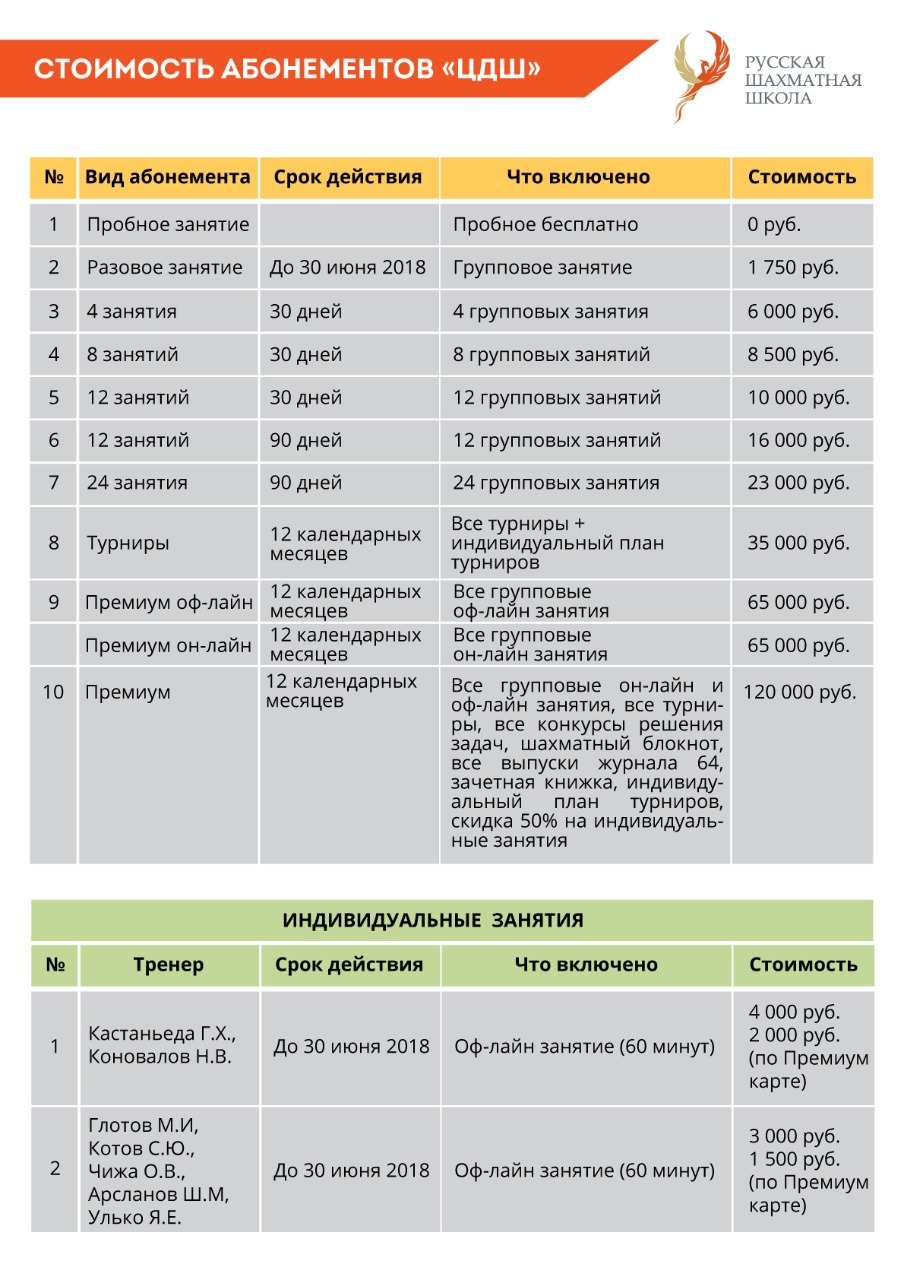 СТОИМОСТЬ АБОНЕМЕНТОВ «ЦДШ»
РУССКАЯ
ШАХМАТНАЯ
ШКОЛА
№ Вид абонемента Срок действия Что включено Стоимость
1 Пробное занятие Пробное бесплатно 0 руб.
2 Разовое занятие До 30 июня 2018 Групповое занятие 1 750 руб.
3 4 занятия 30 дней 4 групповых занятия 6 000 руб.
4 8 занятий 30 дней 8 групповых занятий 8 500 руб.
5 12 занятий 30 дней 12 групповых занятий 10 000 руб.
6 12 занятий 90 дней 12 групповых занятий 16 000 руб.
7 24 занятия 90 дней 24 групповых занятия 23 000 руб.
8 Турниры
12 календарных
месяцев
Все турниры +
индивидуальный план
турниров
35 000 руб.
9 Премиум оф-лайн
12 календарных
месяцев
Все групповые
оф-лайн занятия
65 000 руб.
Премиум он-лайн
12 календарных
месяцев
Все групповые
он-лайн занятия
65 000 руб.
10 Премиум
12 календарных
месяцев
Все групповые он-лайн и
оф-лайн занятия, все турни-
ры, все конкурсы решения
задач, шахматный блокнот,
все выпуски журнала 64,
зачетная книжка, индивиду-
альный план турниров,
скидка 50% на индивидуаль-
ные занятия
120 000 руб.
ИНДИВИДУАЛЬНЫЕ ЗАНЯТИЯ
№ Тренер Срок действия Что включено Стоимость
1
Кастаньеда Г.Х.,
Коновалов Н.В.
До 30 июня 2018
Оф-лайн занятие (60 минут)
4 000 руб.
2 000 руб.
(по Премиум
карте)
2
Глотов М.И,
Котов С.Ю.,
Чижа О.В.,
Арсланов Ш.М,
Улько Я.Е.
До 30 июня 2018
Оф-лайн занятие (60 минут)
3 000 руб.
1 500 руб.
(по Премиум
карте)